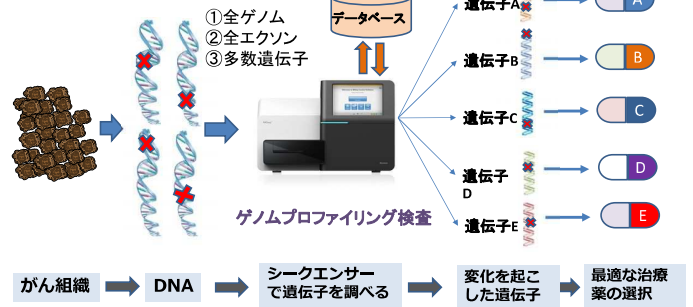 ①全ゲノム
②全エクソン
③多数遺伝子
データベース
遺伝子A
A
遺伝子B
B
遺伝子C
C
遺伝子
D
D
遺伝子E
E
ゲノムプロファイリング検査
がん組織
DNA
シークエンサー
で遺伝子を調べる
変化を起こ
した遺伝子
最適な治療
薬の選択